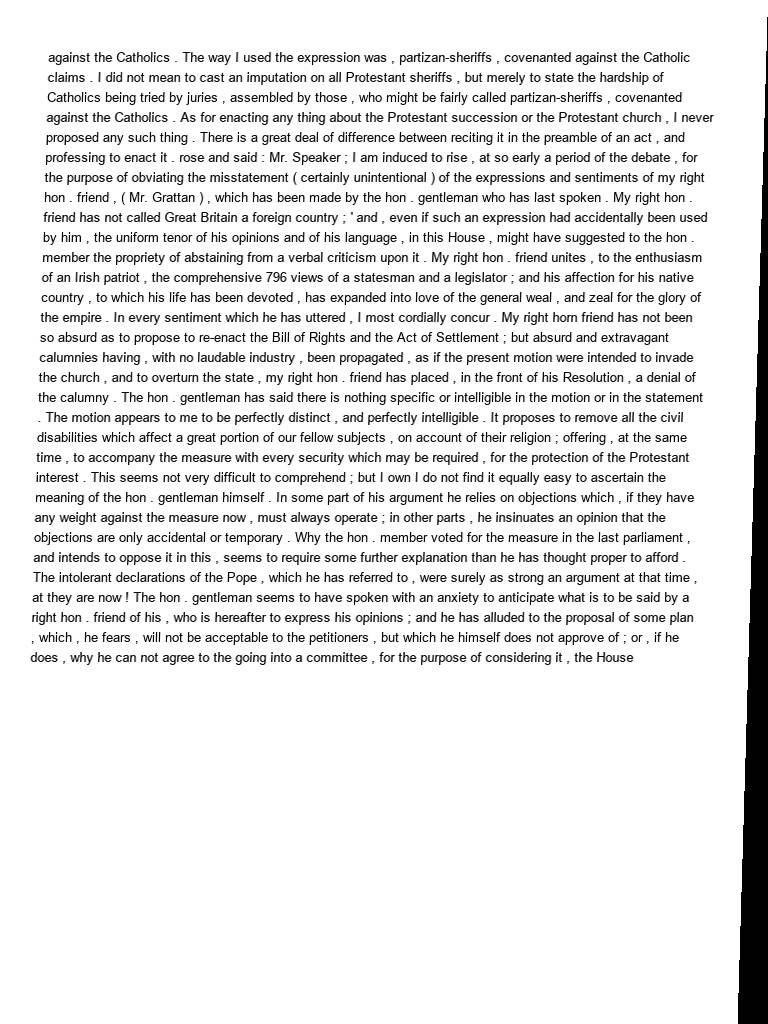 against the Catholics . The way I used the expression was , partizan-sheriffs , covenanted against the Catholic
claims . I did not mean to cast an imputation on all Protestant sheriffs , but merely to state the hardship of
Catholics being tried by juries , assembled by those , who might be fairly called partizan-sheriffs , covenanted
against the Catholics . As for enacting any thing about the Protestant succession or the Protestant church , I never
proposed any such thing . There is a great deal of difference between reciting it in the preamble of an act , and
professing to enact it . rose and said : Mr. Speaker ; I am induced to rise , at so early a period of the debate , for
the purpose of obviating the misstatement ( certainly unintentional ) of the expressions and sentiments of my right
hon . friend , ( Mr. Grattan ) , which has been made by the hon . gentleman who has last spoken . My right hon .
friend has not called Great Britain a foreign country ; ' and , even if such an expression had accidentally been used
by him , the uniform tenor of his opinions and of his language , in this House , might have suggested to the hon .
member the propriety of abstaining from a verbal criticism upon it . My right hon . friend unites , to the enthusiasm
of an Irish patriot , the comprehensive 796 views of a statesman and a legislator ; and his affection for his native
country , to which his life has been devoted , has expanded into love of the general weal , and zeal for the glory of
the empire . In every sentiment which he has uttered , I most cordially concur . My right horn friend has not been
so absurd as to propose to re-enact the Bill of Rights and the Act of Settlement ; but absurd and extravagant
calumnies having , with no laudable industry , been propagated , as if the present motion were intended to invade
the church , and to overturn the state , my right hon . friend has placed , in the front of his Resolution , a denial of
the calumny . The hon . gentleman has said there is nothing specific or intelligible in the motion or in the statement
. The motion appears to me to be perfectly distinct , and perfectly intelligible . It proposes to remove all the civil
disabilities which affect a great portion of our fellow subjects , on account of their religion ; offering , at the same
time , to accompany the measure with every security which may be required , for the protection of the Protestant
interest . This seems not very difficult to comprehend ; but I own I do not find it equally easy to ascertain the
meaning of the hon . gentleman himself . In some part of his argument he relies on objections which , if they have
any weight against the measure now , must always operate ; in other parts , he insinuates an opinion that the
objections are only accidental or temporary . Why the hon . member voted for the measure in the last parliament ,
and intends to oppose it in this , seems to require some further explanation than he has thought proper to afford .
The intolerant declarations of the Pope , which he has referred to , were surely as strong an argument at that time ,
at they are now ! The hon . gentleman seems to have spoken with an anxiety to anticipate what is to be said by a
right hon . friend of his , who is hereafter to express his opinions ; and he has alluded to the proposal of some plan
, which , he fears , will not be acceptable to the petitioners , but which he himself does not approve of ; or , if he
does , why he can not agree to the going into a committee , for the purpose of considering it , the House